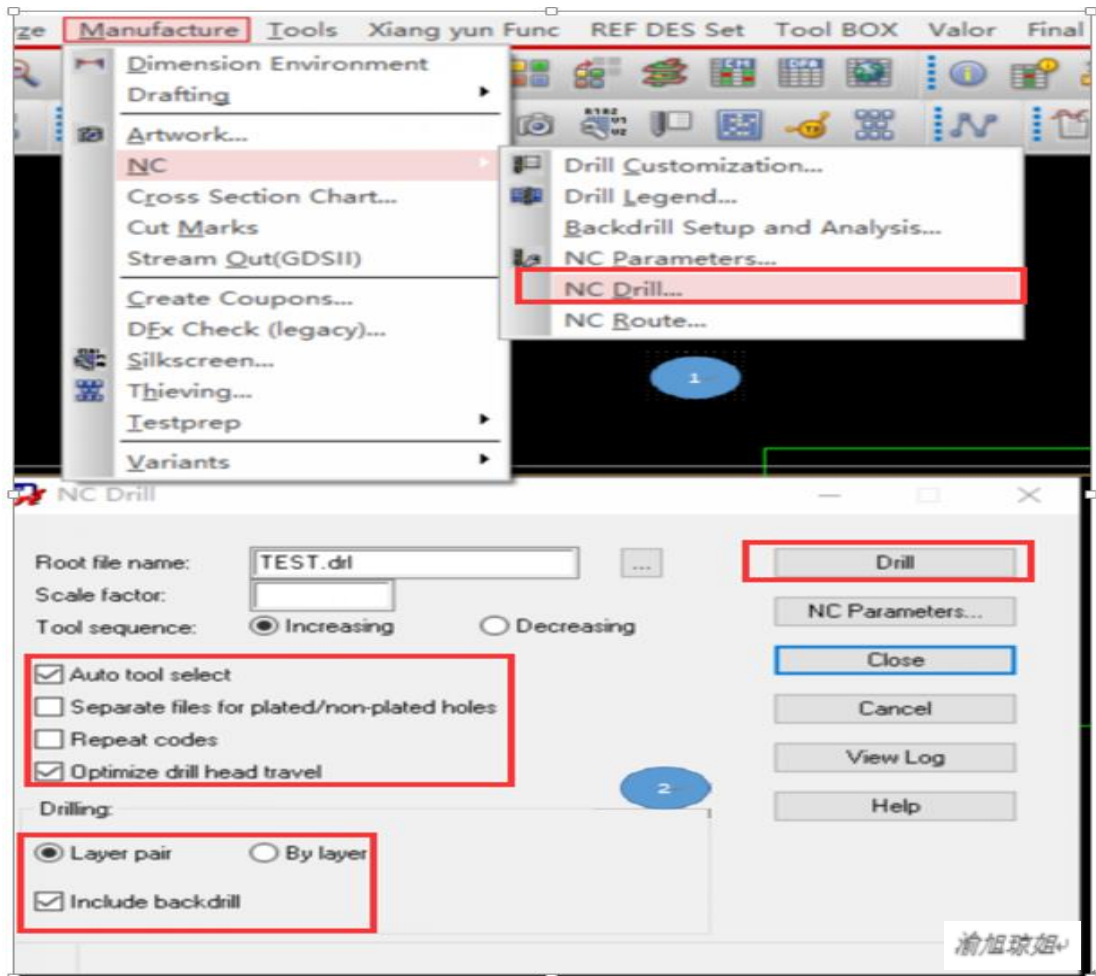 ze Manufacture Tools Xiang yun Func REF DES Set Tool BOX Valor Final
Dimension Environment
Drafting
Artwork...
NC
Cross Section Chart...
Cut Marks
Stream Out(GDSII)
Create Coupons...
DFx Check (legacy)...
Silkscreen...
Thieving...
Testprep
Variants
Drill Customization...
Drill Legend...
Backdrill Setup and Analysis...
NC Parameters...
NC Drill...
NC Route...
1
NC Drill
Root file name: TEST.drl ... Drill
Scale factor:
NC Parameters...
Tool sequence: Increasing Decreasing
Close
Auto tool select
Separate files for plated/non-plated holes
Cancel
Repeat codes
View Log
Optimize drill head travel
2
Help
Drilling:
Layer pair By layer
Include backdrill
渝旭琼姐